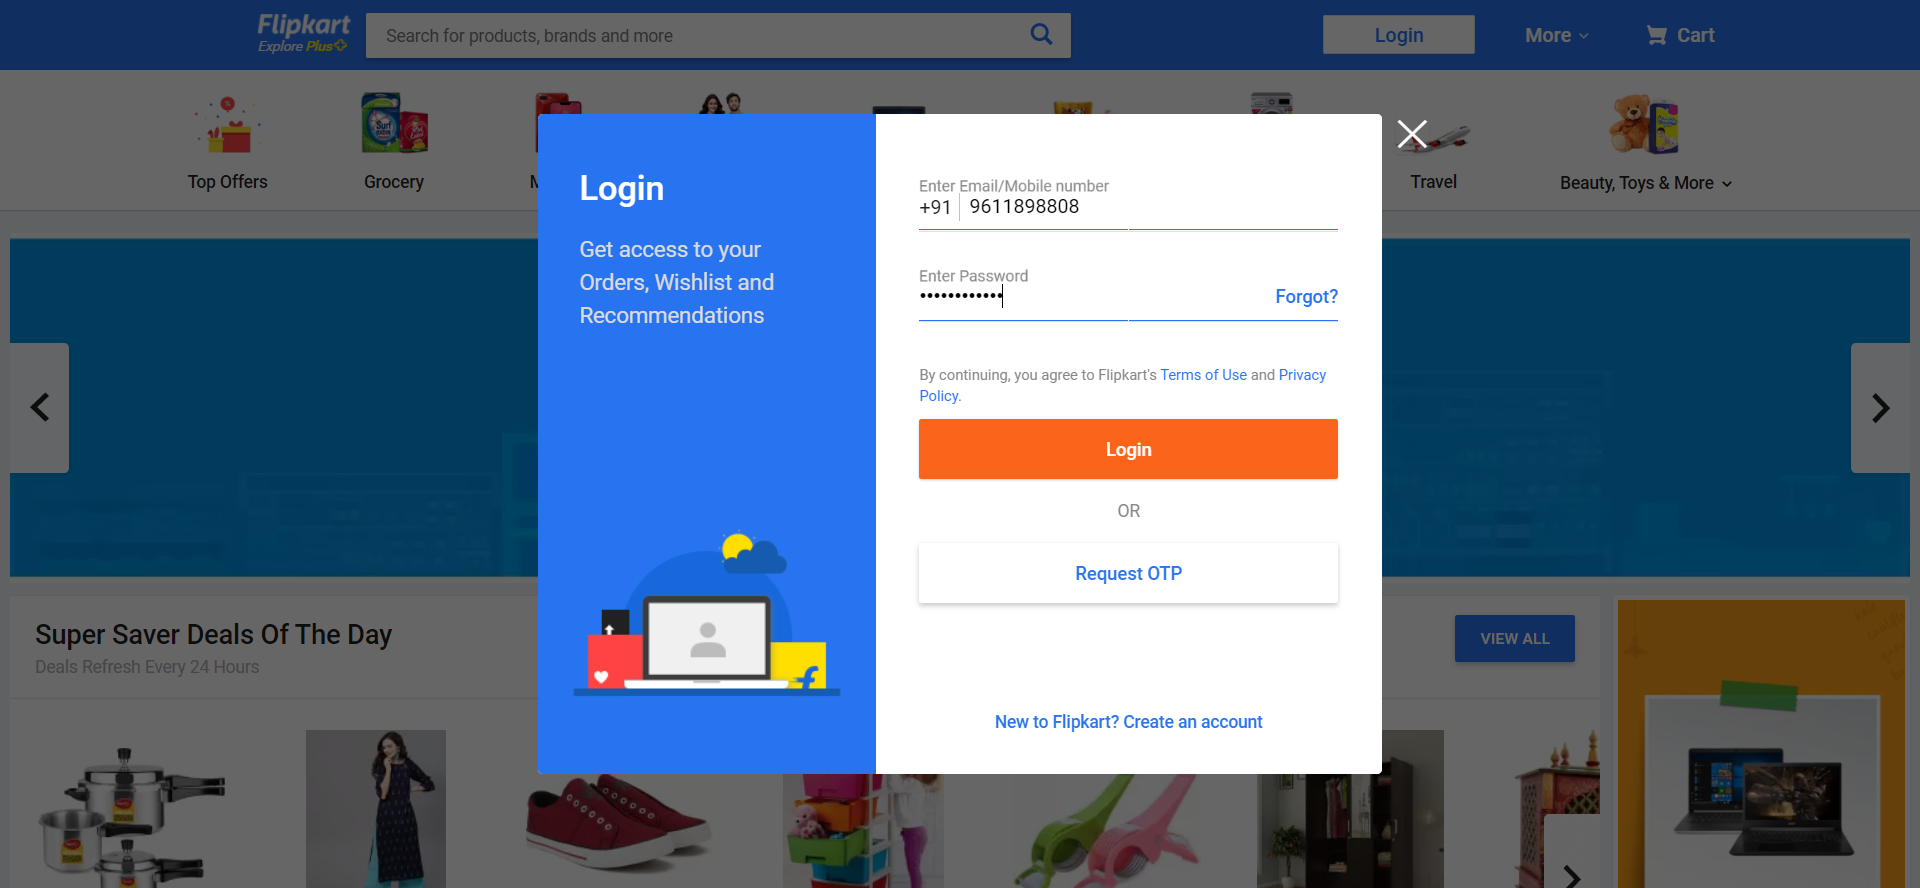 Flipkart
Explore Plus
Search for products, brands and more
Login
More
Cart
Top Offers
Grocery
M
Travel
Beauty, Toys & More
Login
Get access to your
Orders, Wishlist and
Recommendations
Enter Email/Mobile number
+91 9611898808
Enter Password
••••••••••••
Forgot?
By continuing, you agree to Flipkart's Terms of Use and Privacy
Policy.
Login
OR
Request OTP
New to Flipkart? Create an account
Super Saver Deals Of The Day
Deals Refresh Every 24 Hours
VIEW ALL